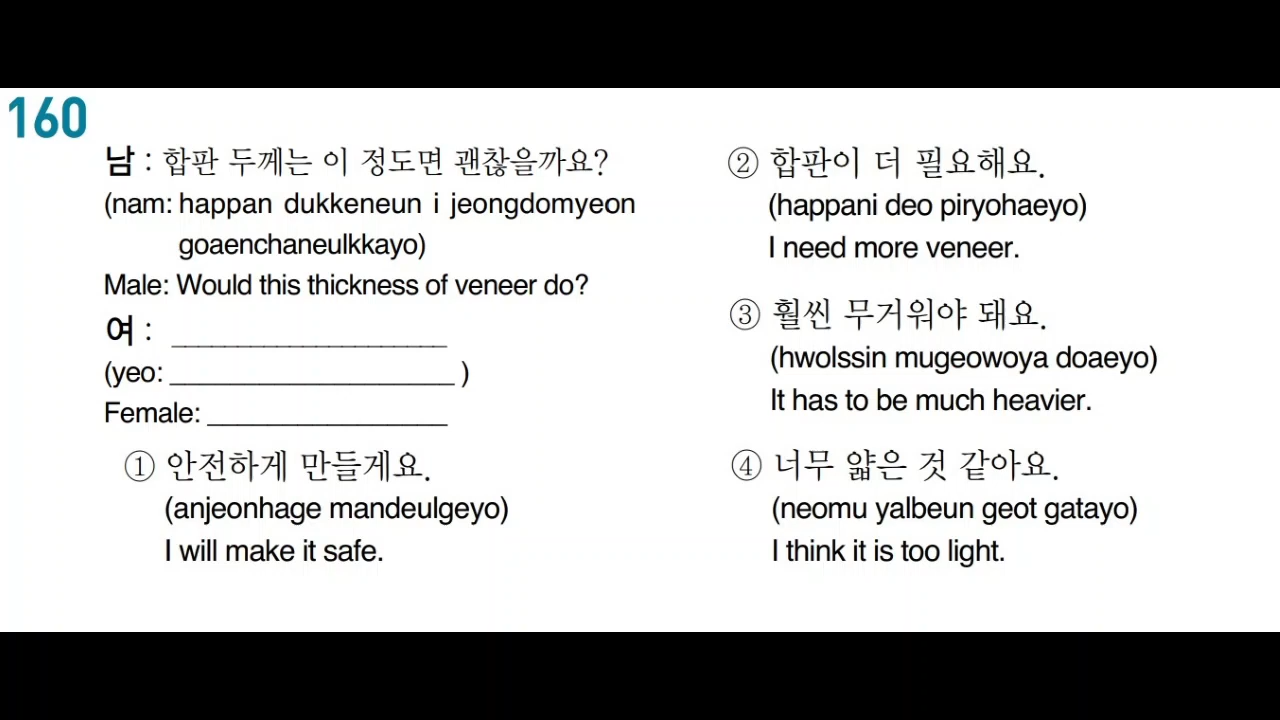 160
남 : 합판 두께는 이 정도면 괜찮을까요?
(nam: happan dukkeneun i jeongdomyeon
goaenchaneulkkayo)
Male: Would this thickness of veneer do?
여 : ____________________
(yeo: ____________________ )
Female: ________________
① 안전하게 만들게요.
(anjeonhage mandeulgeyo)
I will make it safe.
② 합판이 더 필요해요.
(happani deo piryohaeyo)
I need more veneer.
③ 훨씬 무거워야 돼요.
(hwolssin mugeowoya doaeyo)
It has to be much heavier.
④ 너무 얇은 것 같아요.
(neomu yalbeun geot gatayo)
I think it is too light.